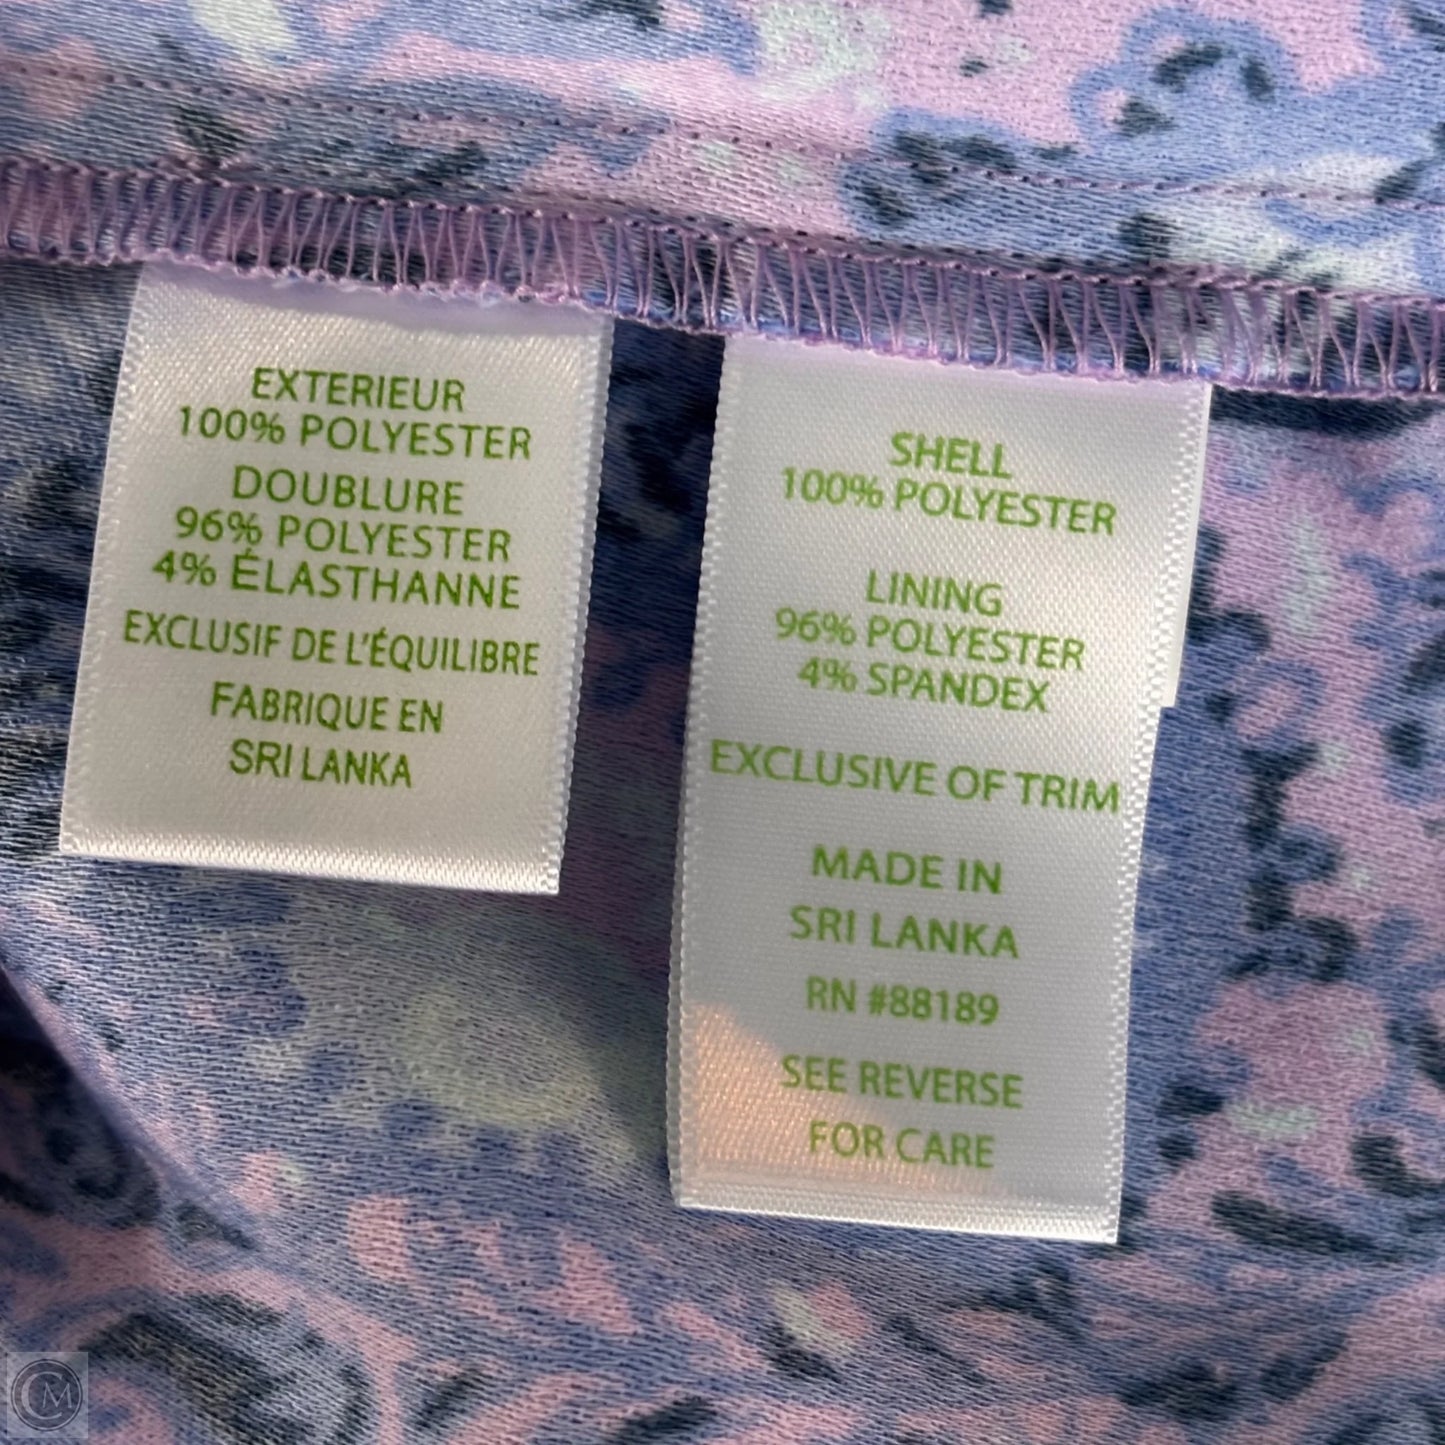 EXTERIEUR
100% POLYESTER
DOUBLURE
96% POLYESTER
4% ÉLASTHANNE
EXCLUSIF DE L'ÉQUILIBRE
FABRIQUE EN
SRI LANKA
SHELL
100% POLYESTER
LINING
96% POLYESTER
4% SPANDEX
EXCLUSIVE OF TRIM
MADE IN
SRI LANKA
RN #88189
SEE REVERSE
FOR CARE
CM